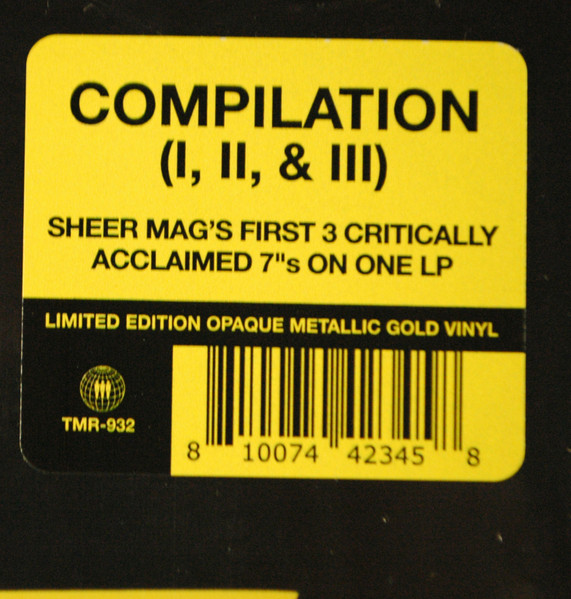 COMPILATION
(I, II, & III)
SHEER MAG'S FIRST 3 CRITICALLY
ACCLAIMED 7"s ON ONE LP
LIMITED EDITION OPAQUE METALLIC GOLD VINYL
TMR-932
8 10074 42345 8